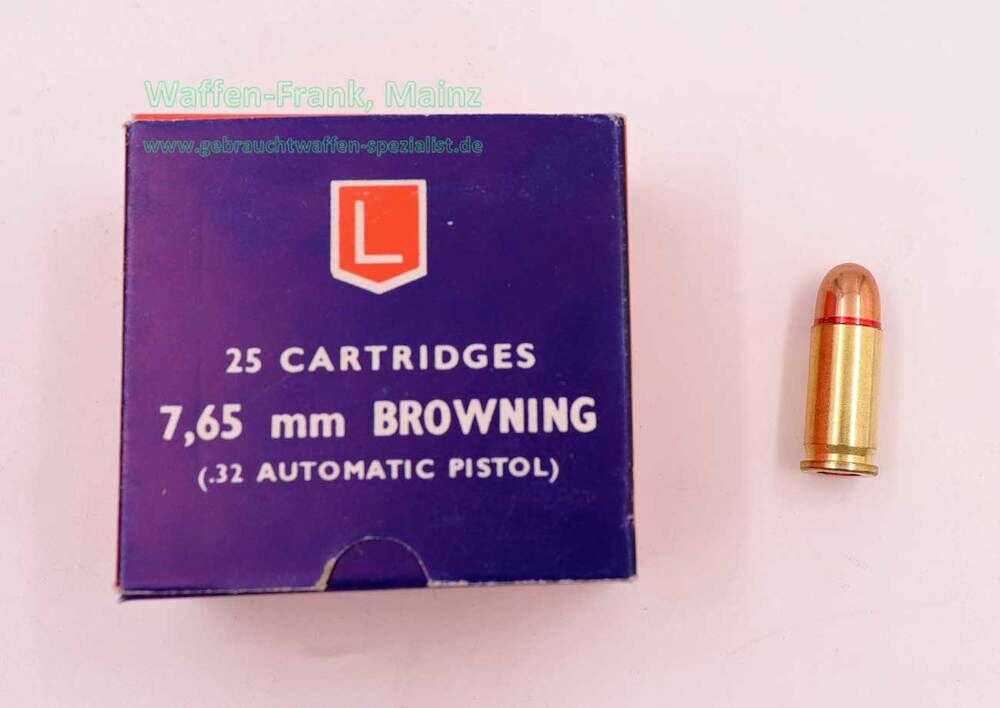 Waffen-Frank, Mainz
www.gebrauchtwaffen-spezialist.de
L
25 CARTRIDGES
7,65 mm BROWNING
(.32 AUTOMATIC PISTOL)